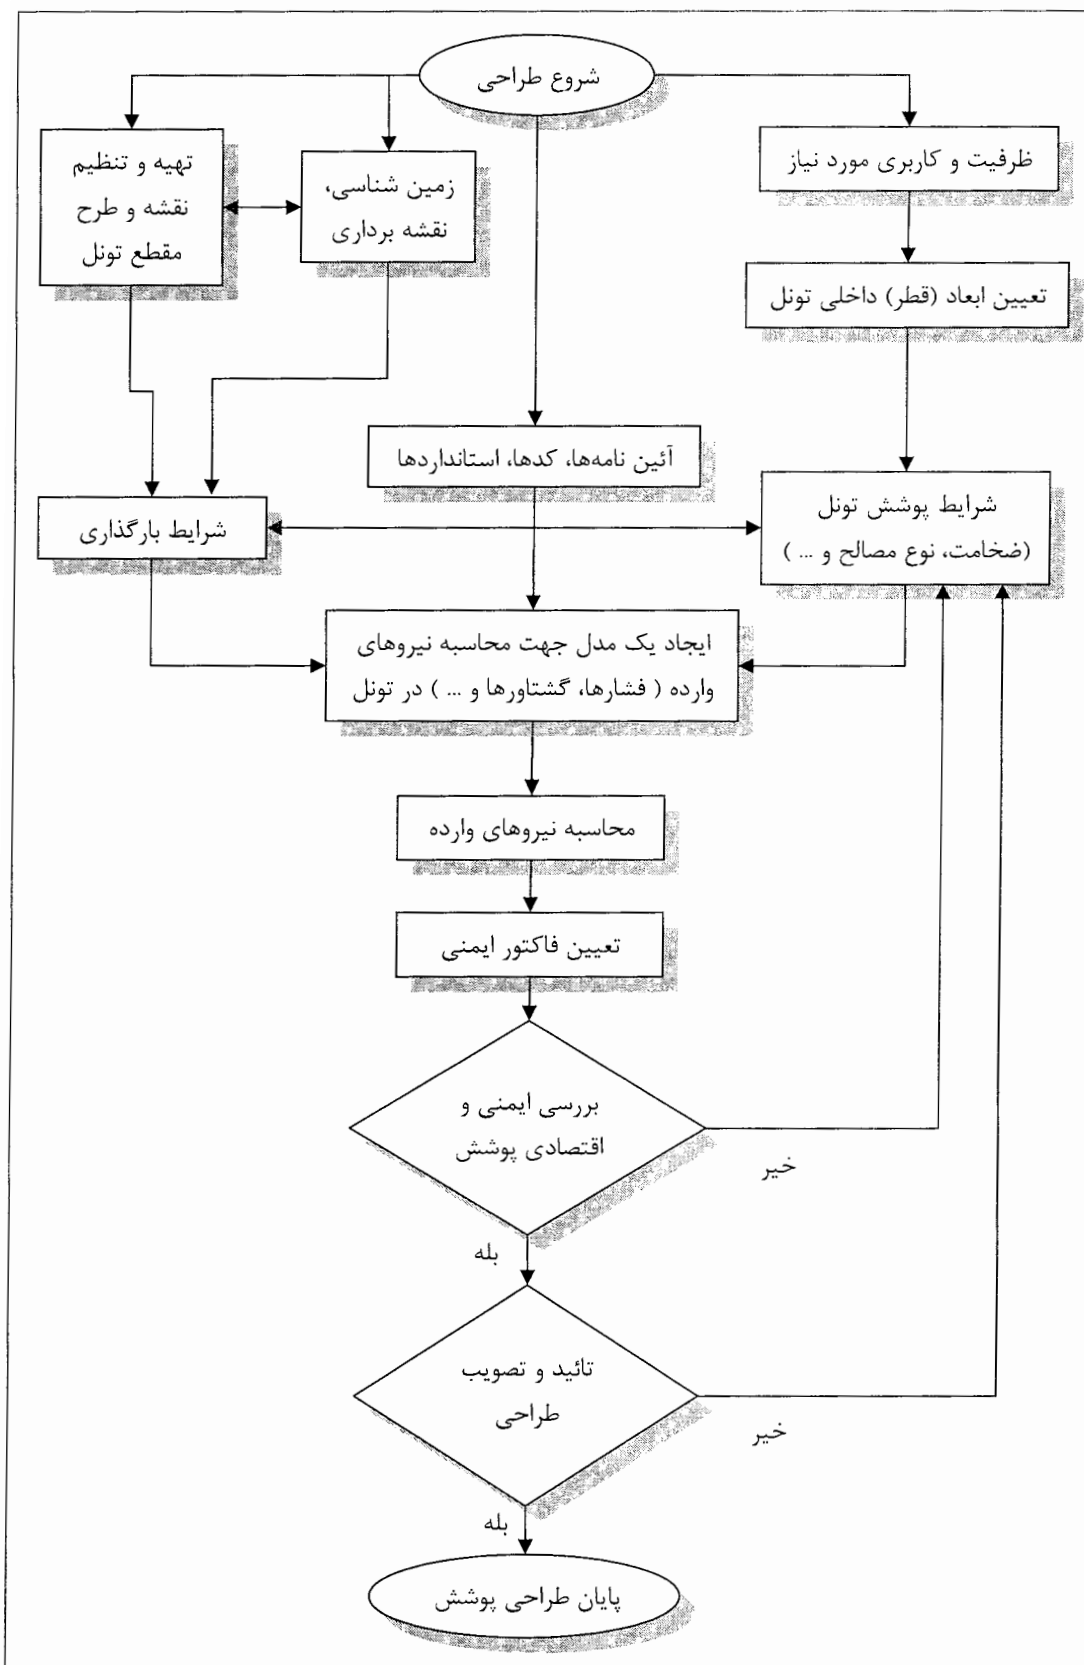 شروع طراحی
ظرفیت و کاربری مورد نیاز
تعیین ابعاد (قطر) داخلی تونل
زمین شناسی،
نقشه برداری
تهیه و تنظیم
نقشه و طرح
مقطع تونل
آئین نامه‌ها، کدها، استانداردها
شرایط پوشش تونل
(ضخامت، نوع مصالح و ... )
شرایط بارگذاری
ایجاد یک مدل جهت محاسبه نیروهای
وارده ( فشارها، گشتاورها و ... ) در تونل
محاسبه نیروهای وارده
تعیین فاکتور ایمنی
بررسی ایمنی و
اقتصادی پوشش
خیر
بله
تائید و تصویب
طراحی
خیر
بله
پایان طراحی پوشش